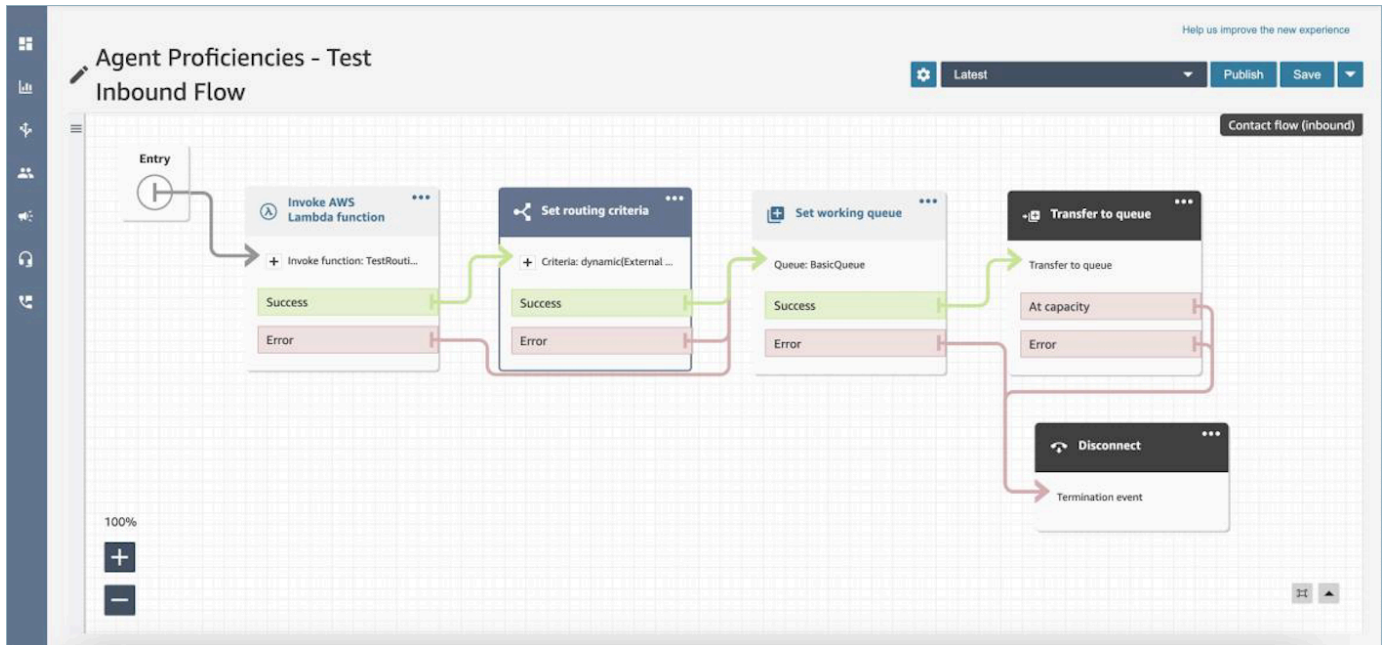 Help us improve the new experience
Agent Proficiencies - Test
Inbound Flow
Latest
Publish
Save
Contact flow (inbound)
Entry
Invoke AWS
Lambda function
Invoke function: TestRouti...
Success
Error
Set routing criteria
Criteria: dynamic(External ...
Success
Error
Set working queue
Queue: BasicQueue
Success
Error
Transfer to queue
Transfer to queue
At capacity
Error
Disconnect
Termination event
100%